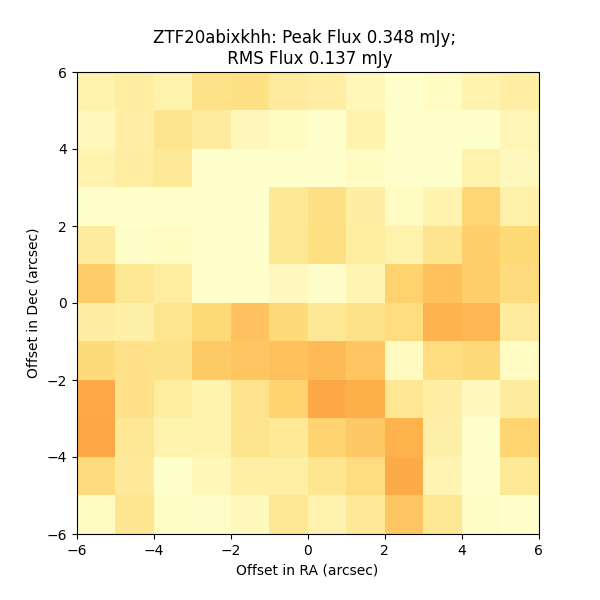 ZTF20abixkhh: Peak Flux 0.348 mJy;
RMS Flux 0.137 mJy
6
4
2
0
−2
−4
−6
Offset in Dec (arcsec)
−6 −4 −2 0 2 4 6
Offset in RA (arcsec)